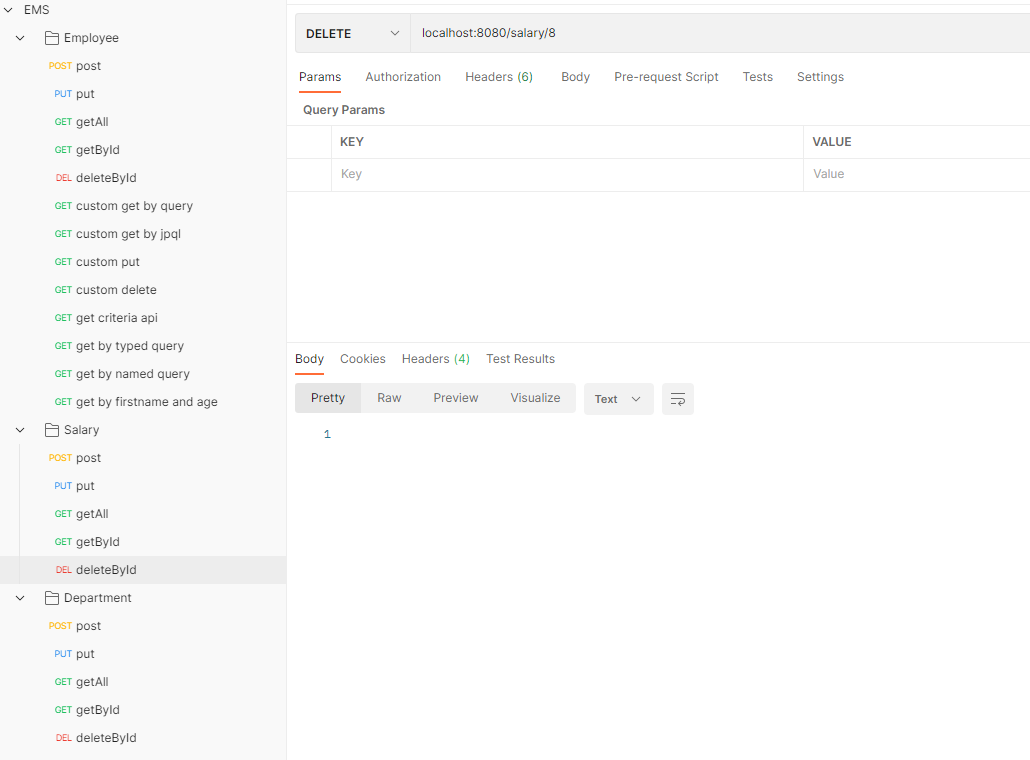 EMS
Employee
POST post
PUT put
GET getAll
GET getById
DEL deleteById
GET custom get by query
GET custom get by jpql
GET custom put
GET custom delete
GET get criteria api
GET get by typed query
GET get by named query
GET get by firstname and age
Salary
POST post
PUT put
GET getAll
GET getById
DEL deleteById
Department
POST post
PUT put
GET getAll
GET getById
DEL deleteById
DELETE localhost:8080/salary/8
Params Authorization Headers (6) Body Pre-request Script Tests Settings
Query Params
KEY VALUE
Key Value
Body Cookies Headers (4) Test Results
Pretty Raw Preview Visualize Text
1